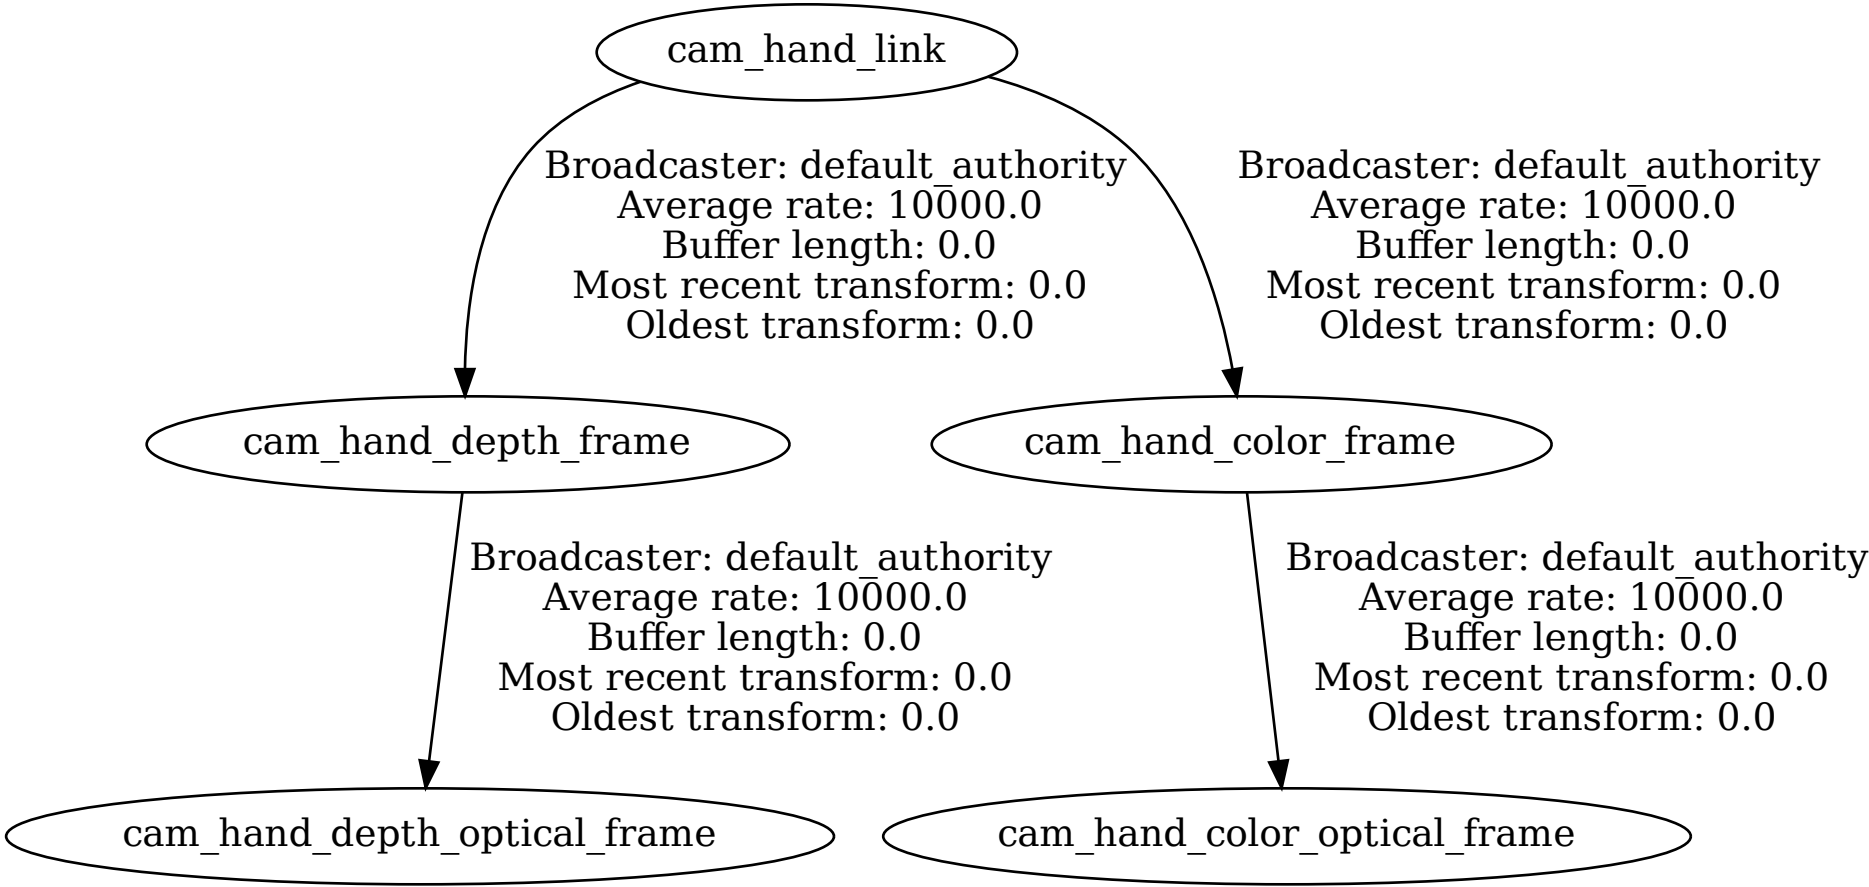 cam_hand_link
Broadcaster: default_authority
Average rate: 10000.0
Buffer length: 0.0
Most recent transform: 0.0
Oldest transform: 0.0
Broadcaster: default_authority
Average rate: 10000.0
Buffer length: 0.0
Most recent transform: 0.0
Oldest transform: 0.0
cam_hand_depth_frame
cam_hand_color_frame
Broadcaster: default_authority
Average rate: 10000.0
Buffer length: 0.0
Most recent transform: 0.0
Oldest transform: 0.0
Broadcaster: default_authority
Average rate: 10000.0
Buffer length: 0.0
Most recent transform: 0.0
Oldest transform: 0.0
cam_hand_depth_optical_frame
cam_hand_color_optical_frame